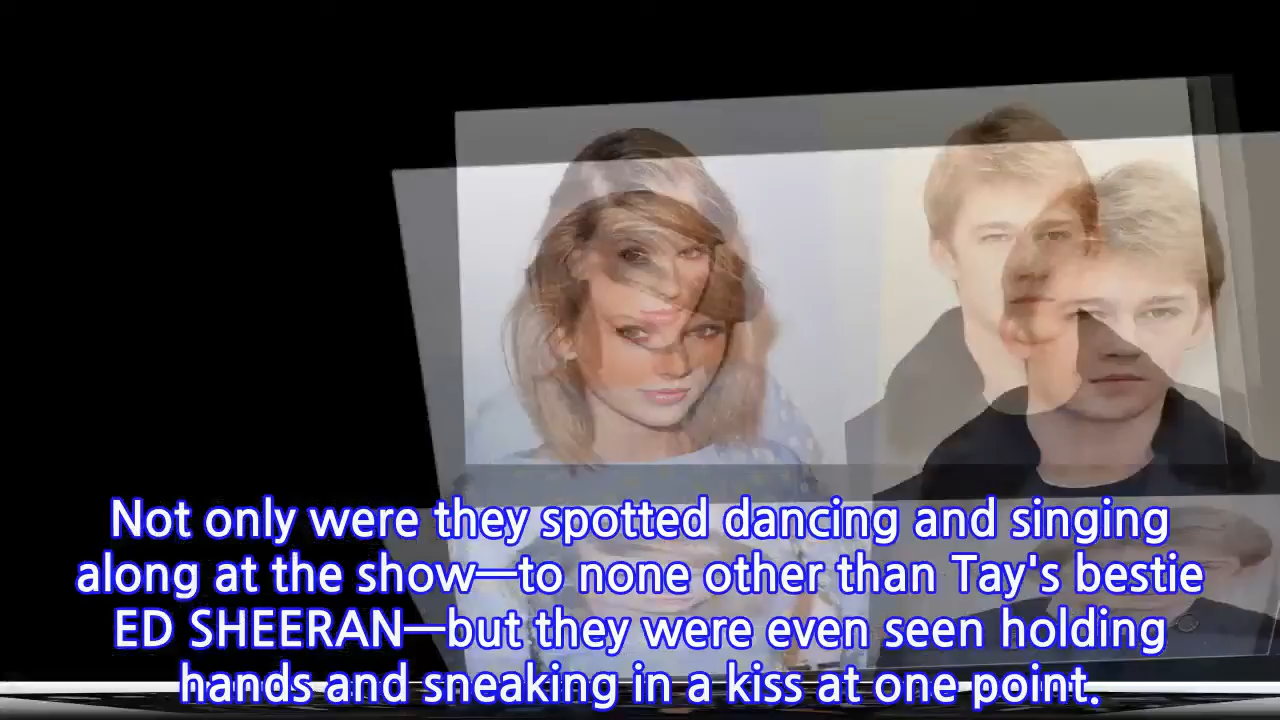 Not only were they spotted dancing and singing
along at the show—to none other than Tay's bestie
ED SHEERAN—but they were even seen holding
hands and sneaking in a kiss at one point.